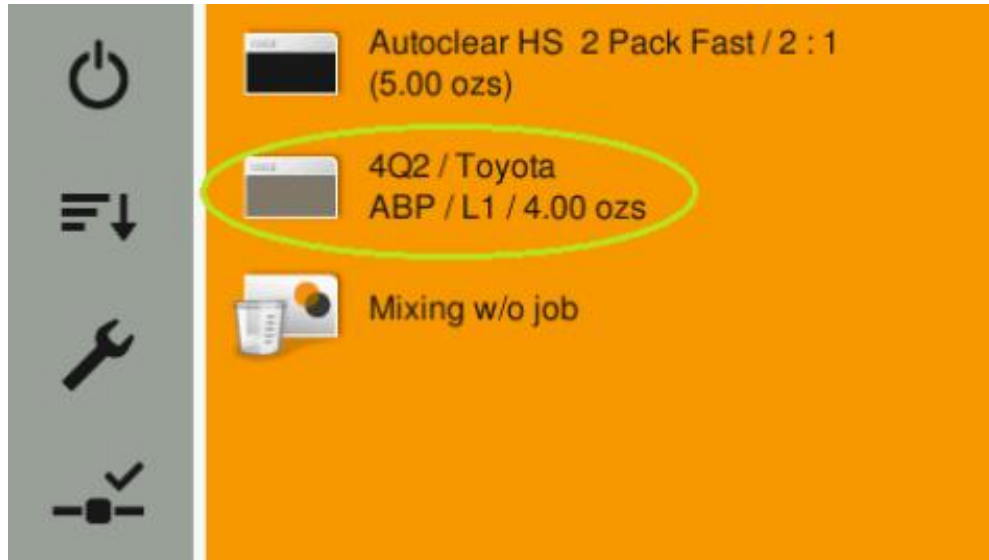 Autoclear HS 2 Pack Fast / 2 : 1
(5.00 ozs)
4Q2 / Toyota
ABP / L1 / 4.00 ozs
Mixing w/o job